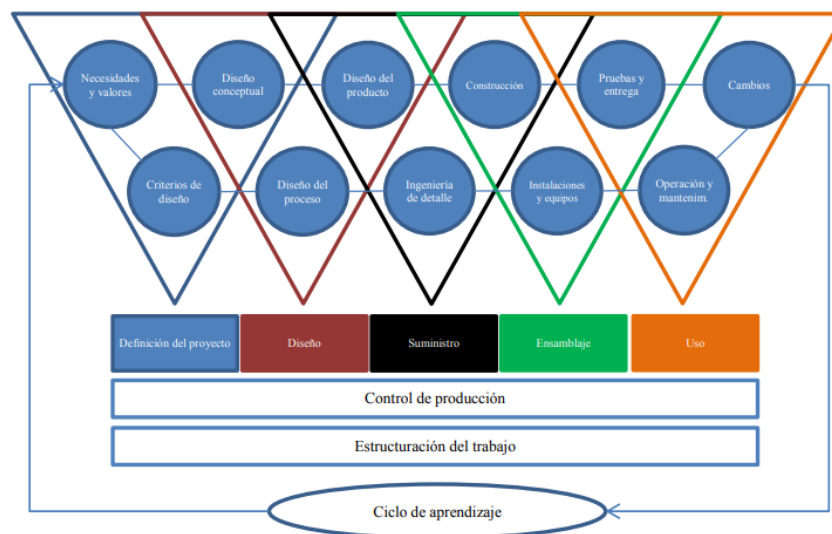 Necesidades
y valores
Diseño
conceptual
Diseño del
producto
Construcción
Pruebas y
entrega
Cambios
Criterios de
diseño
Diseño del
proceso
Ingeniería
de detalle
Instalaciones
y equipos
Operación y
mantenim.
Definición del proyecto
Diseño
Suministro
Ensamblaje
Uso
Control de producción
Estructuración del trabajo
Ciclo de aprendizaje